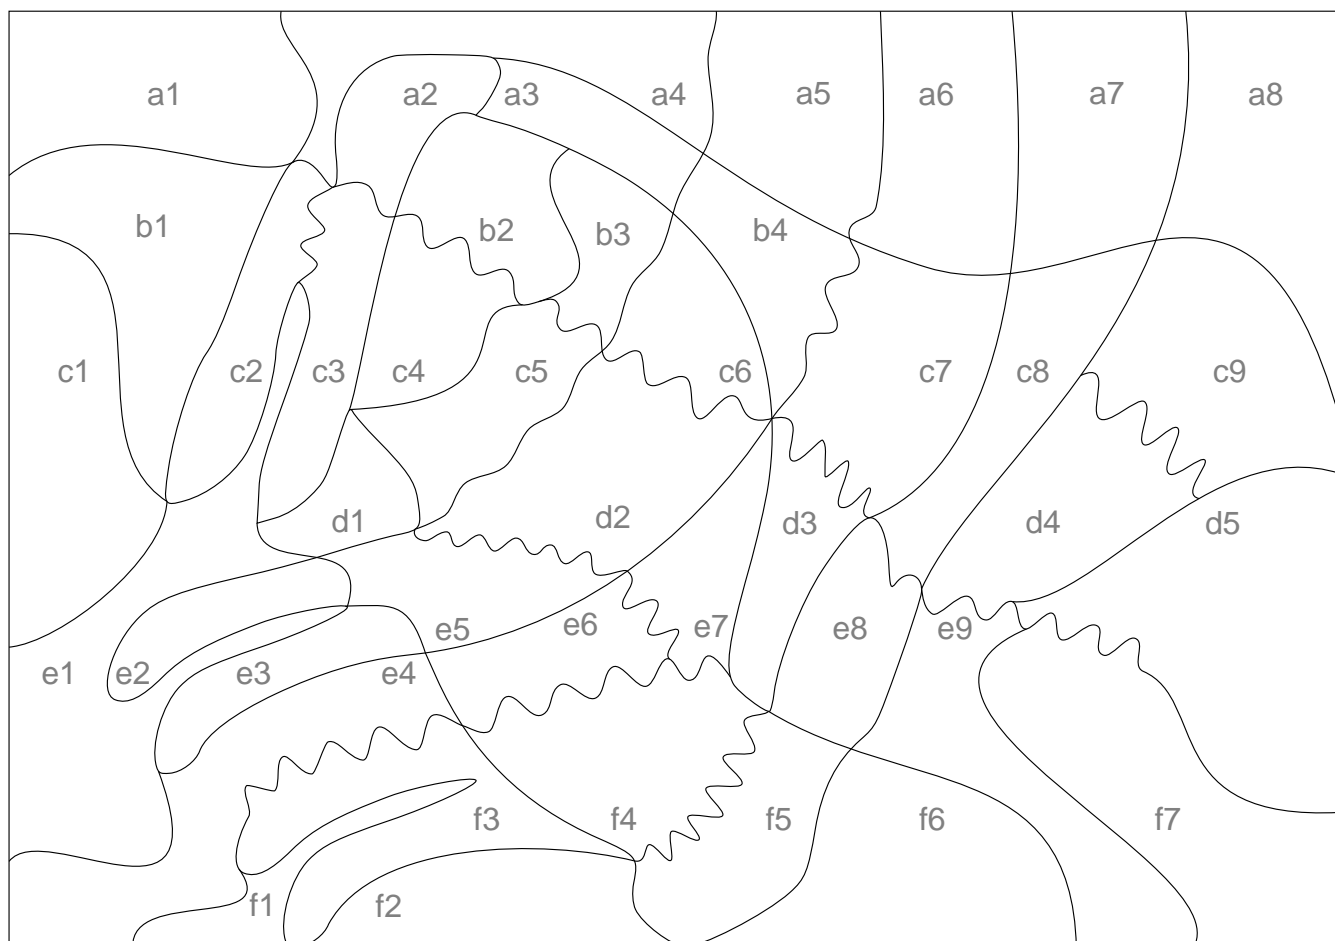 a1 a2 a3 a4 a5 a6 a7 a8
b1 b2 b3 b4
c1 c2 c3 c4 c5 c6 c7 c8 c9
d1 d2 d3 d4 d5
e1 e2 e3 e4 e5 e6 e7 e8 e9
f1 f2 f3 f4 f5 f6 f7